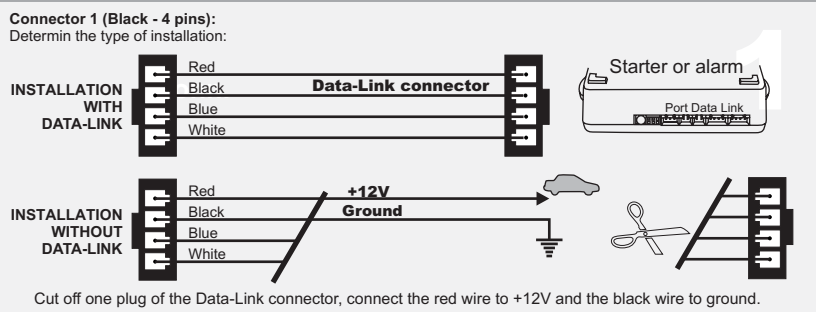 Connector 1 (Black - 4 pins):
Determin the type of installation:
1
INSTALLATION
WITH
DATA-LINK
Red
Black
Blue
White
Data-Link connector
Starter or alarm
Port Data Link
INSTALLATION
WITHOUT
DATA-LINK
Red
Black
Blue
White
+12V
Ground
Cut off one plug of the Data-Link connector, connect the red wire to +12V and the black wire to ground.